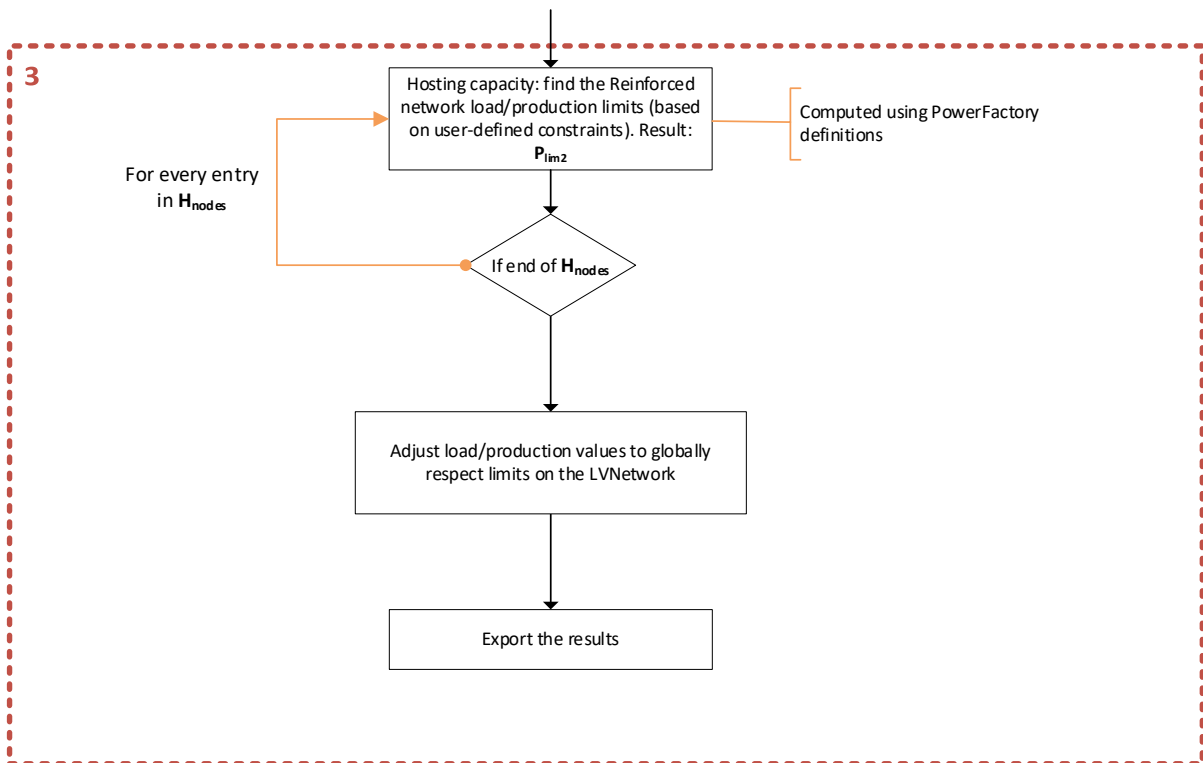 3
Hosting capacity: find the Reinforced
network load/production limits (based
on user-defined constraints). Result:
Plim2
Computed using PowerFactory
definitions
For every entry
in Hnodes
If end of Hnodes
Adjust load/production values to globally
respect limits on the LVNetwork
Export the results